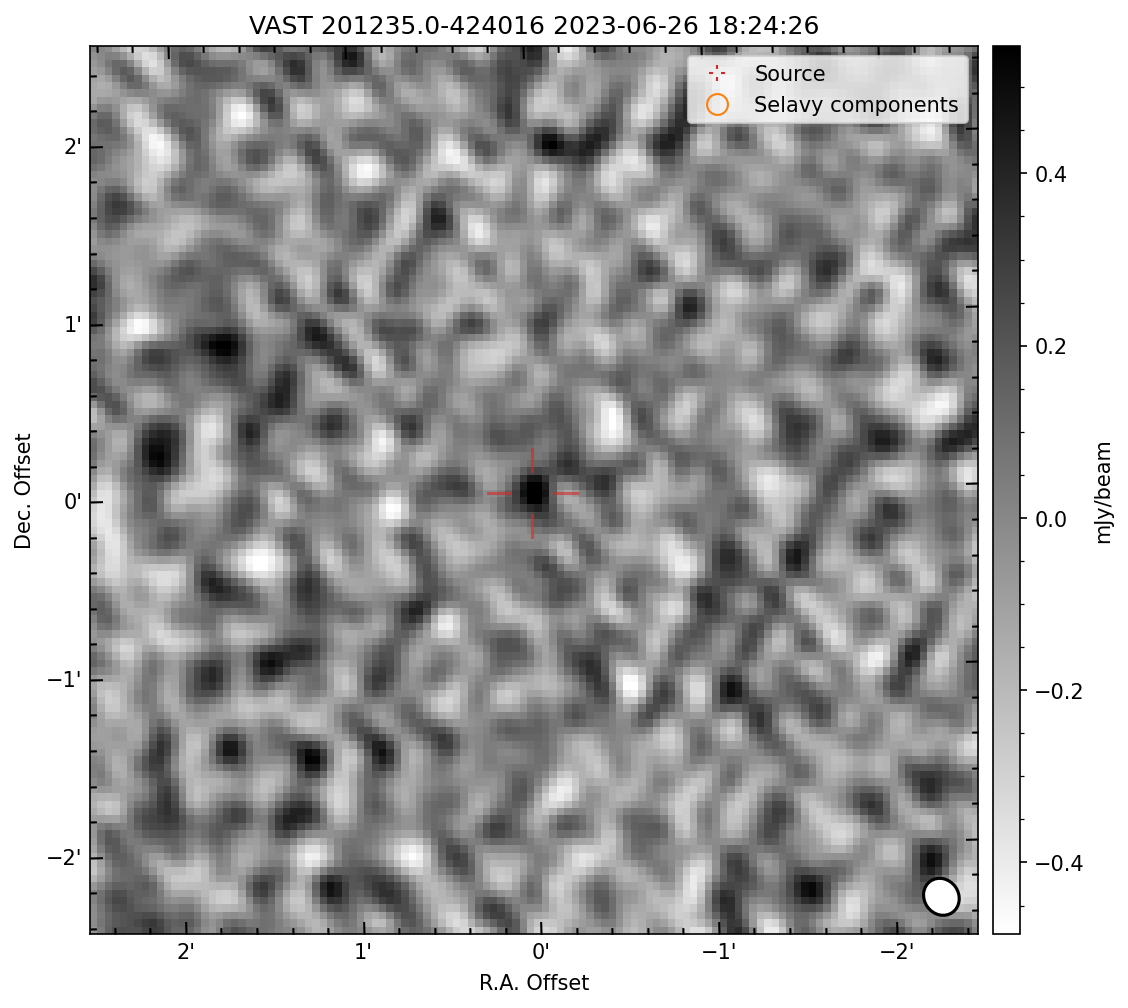 VAST 201235.0-424016 2023-06-26 18:24:26
Source
Selavy components
2'
1'
0'
−1'
−2'
Dec. Offset
2'
1'
0'
−1'
−2'
R.A. Offset
0.4
0.2
0.0
−0.2
−0.4
mJy/beam